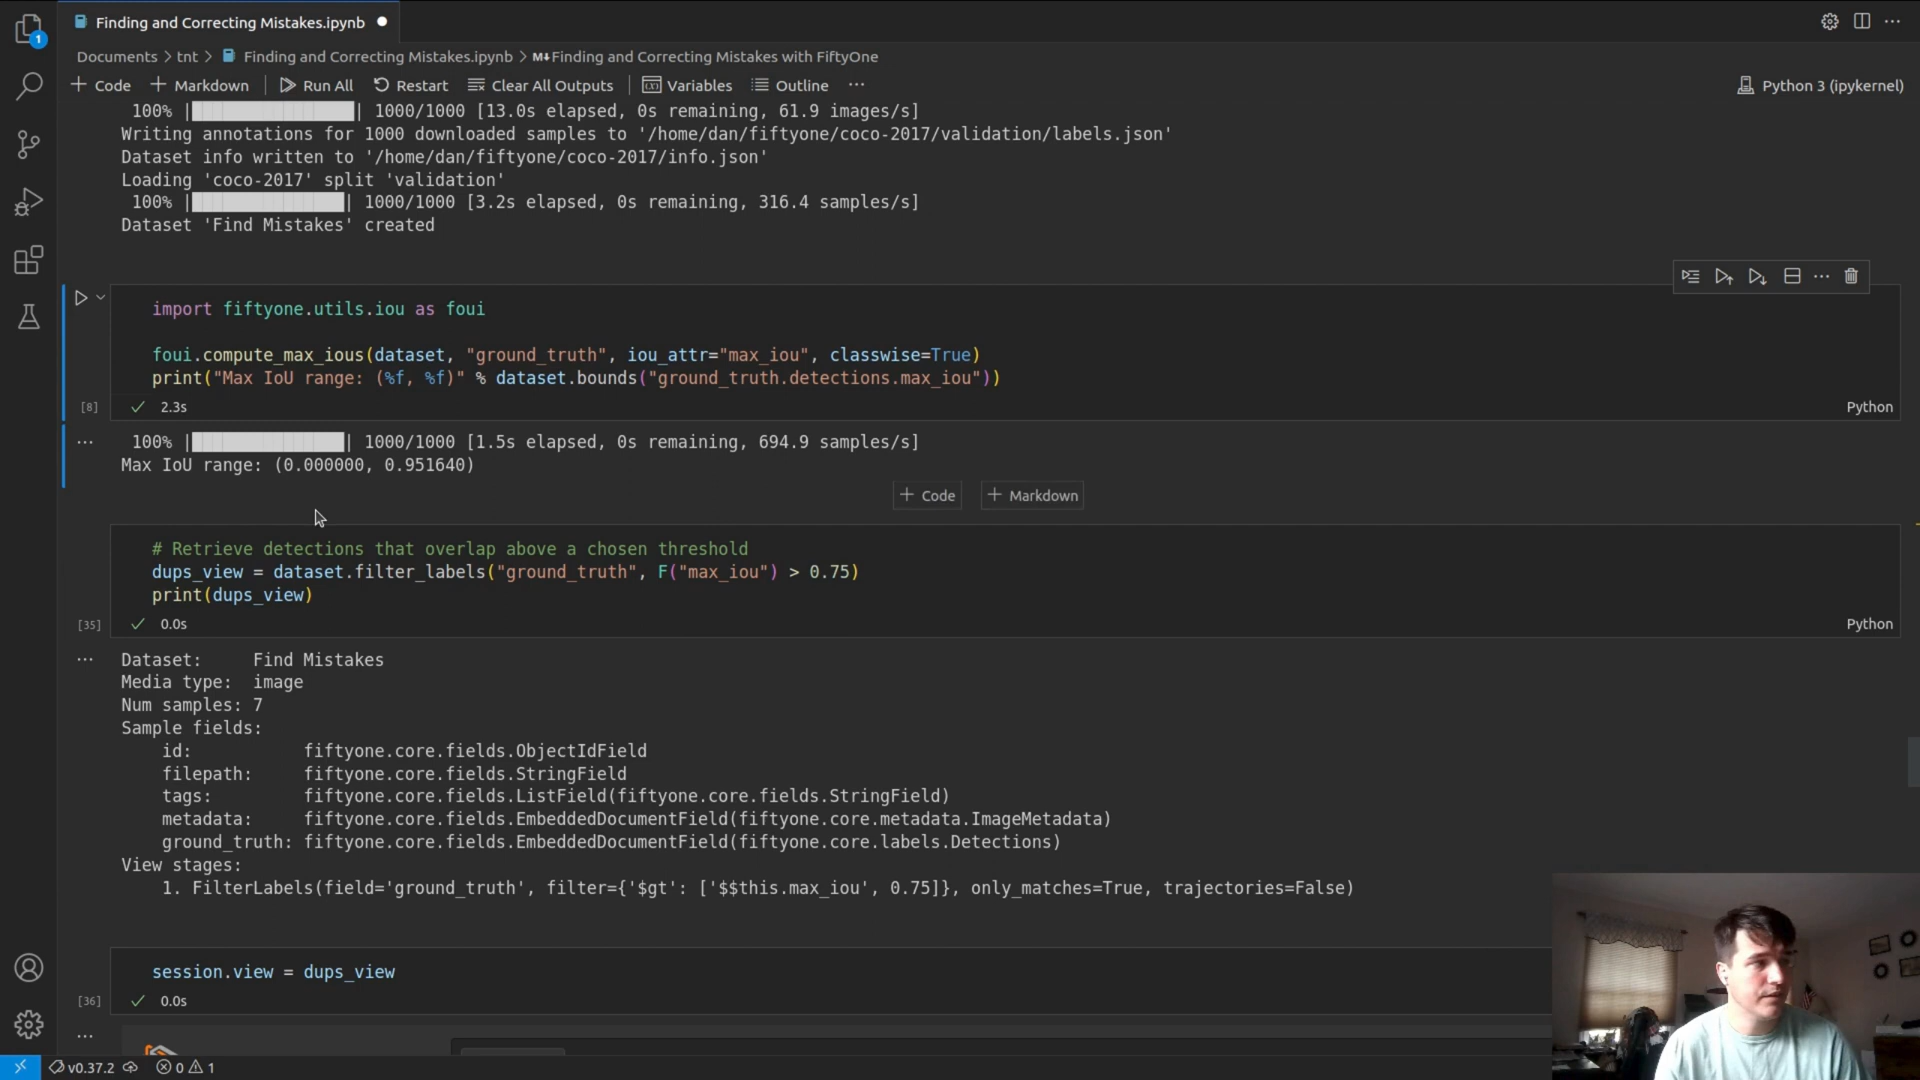 1
Finding and Correcting Mistakes.ipynb
Documents > tnt > Finding and Correcting Mistakes.ipynb > M↓Finding and Correcting Mistakes with FiftyOne
+ Code + Markdown Run All Restart Clear All Outputs Variables Outline ... Python 3 (ipykernel)
100% | | 1000/1000 [13.0s elapsed, 0s remaining, 61.9 images/s]
Writing annotations for 1000 downloaded samples to '/home/dan/fiftyone/coco-2017/validation/labels.json'
Dataset info written to '/home/dan/fiftyone/coco-2017/info.json'
Loading 'coco-2017' split 'validation'
100% | | 1000/1000 [3.2s elapsed, 0s remaining, 316.4 samples/s]
Dataset 'Find Mistakes' created
import fiftyone.utils.iou as foui
foui.compute_max_ious(dataset, "ground_truth", iou_attr="max_iou", classwise=True)
print("Max IoU range: (%f, %f)" % dataset.bounds("ground_truth.detections.max_iou"))
[8] 2.3s Python
... 100% | | 1000/1000 [1.5s elapsed, 0s remaining, 694.9 samples/s]
Max IoU range: (0.000000, 0.951640)
+ Code + Markdown
# Retrieve detections that overlap above a chosen threshold
dups_view = dataset.filter_labels("ground_truth", F("max_iou") > 0.75)
print(dups_view)
[35] 0.0s Python
... Dataset: Find Mistakes
Media type: image
Num samples: 7
Sample fields:
id: fiftyone.core.fields.ObjectIdField
filepath: fiftyone.core.fields.StringField
tags: fiftyone.core.fields.ListField(fiftyone.core.fields.StringField)
metadata: fiftyone.core.fields.EmbeddedDocumentField(fiftyone.core.metadata.ImageMetadata)
ground_truth: fiftyone.core.fields.EmbeddedDocumentField(fiftyone.core.labels.Detections)
View stages:
1. FilterLabels(field='ground_truth', filter={'$gt': ['$$this.max_iou', 0.75]}, only_matches=True, trajectories=False)
session.view = dups_view
[36] 0.0s
...
v0.37.2 0 1